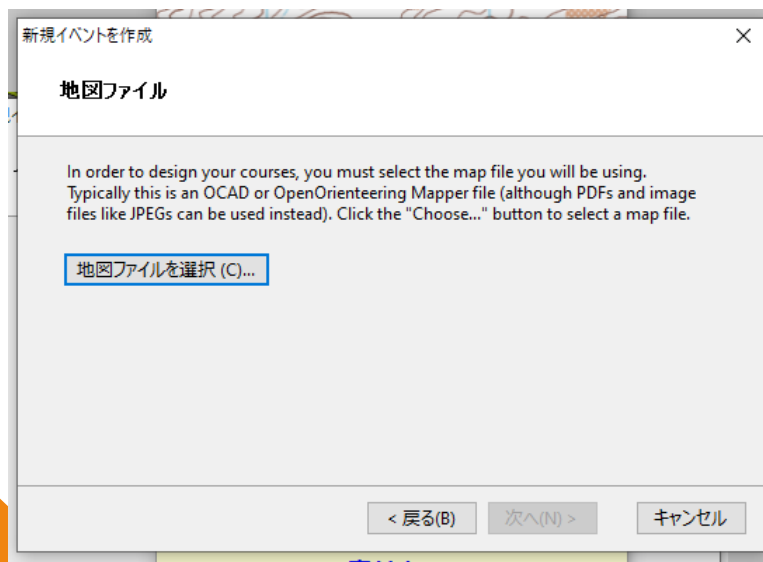 新規イベントを作成
地図ファイル
In order to design your courses, you must select the map file you will be using.
Typically this is an OCAD or OpenOrienteering Mapper file (although PDFs and image
files like JPEGs can be used instead). Click the "Choose..." button to select a map file.
地図ファイルを選択 (C)...
< 戻る(B)
次へ(N) >
キャンセル